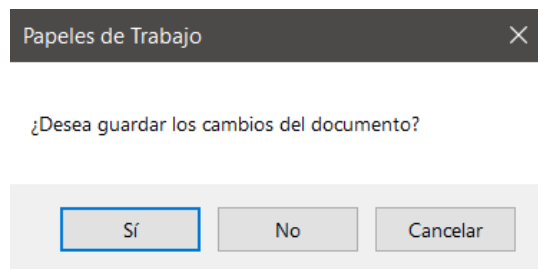 Papeles de Trabajo
¿Desea guardar los cambios del documento?
Sí No Cancelar